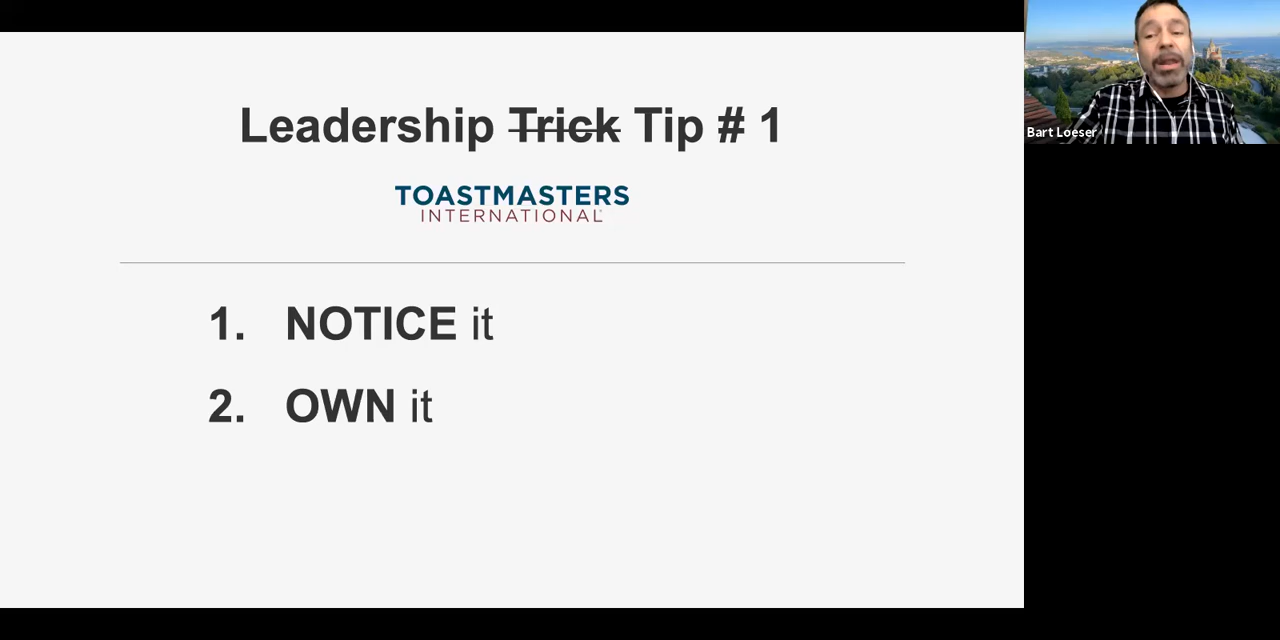 Leadership Trick Tip # 1
TOASTMASTERS
INTERNATIONAL
1. NOTICE it
2. OWN it
Bart Loeser